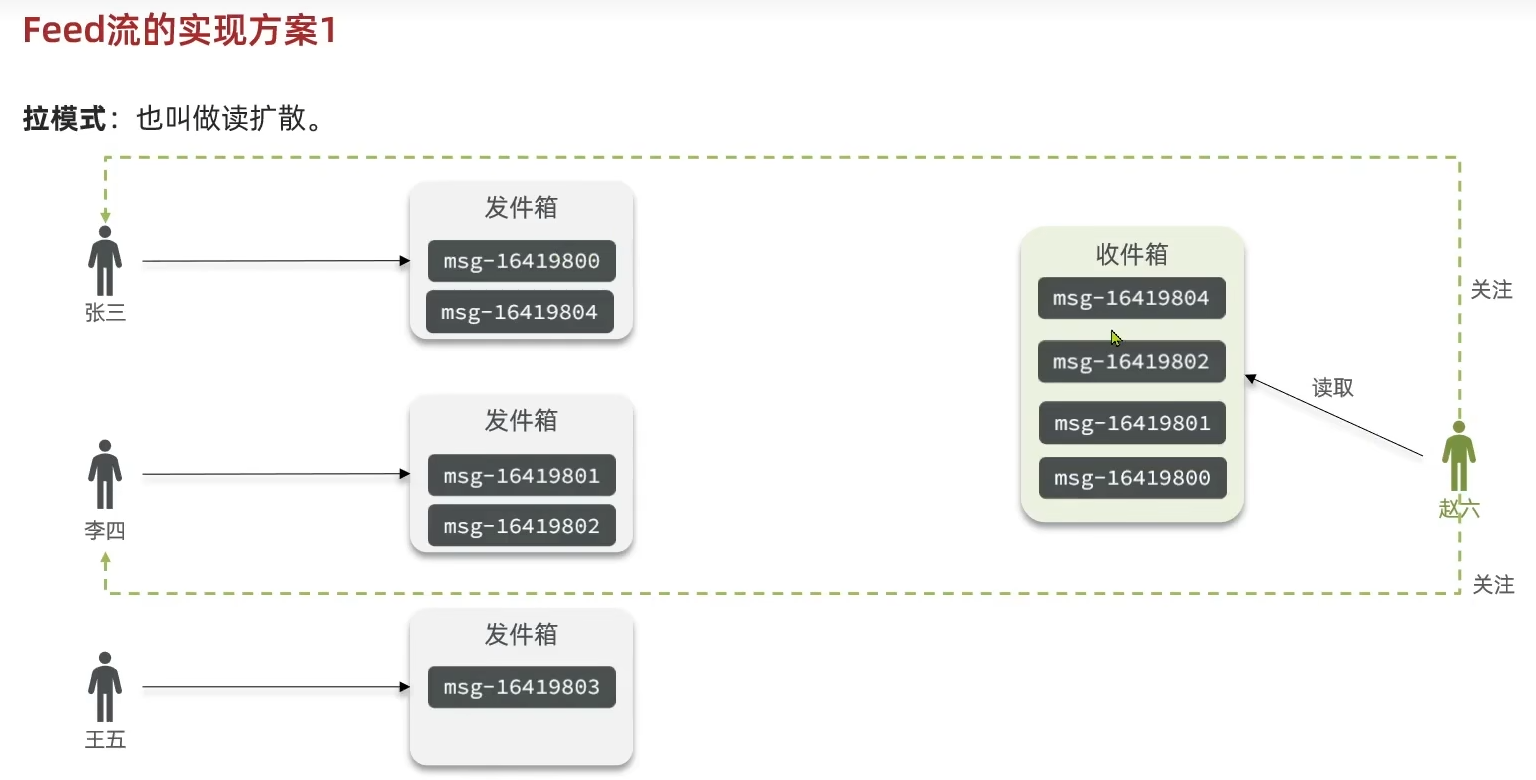 Feed流的实现方案1
拉模式：也叫做读扩散。
发件箱
msg-16419800
msg-16419804
张三
发件箱
msg-16419801
msg-16419802
李四
发件箱
msg-16419803
王五
收件箱
msg-16419804
msg-16419802
msg-16419801
msg-16419800
读取
关注
赵六
关注